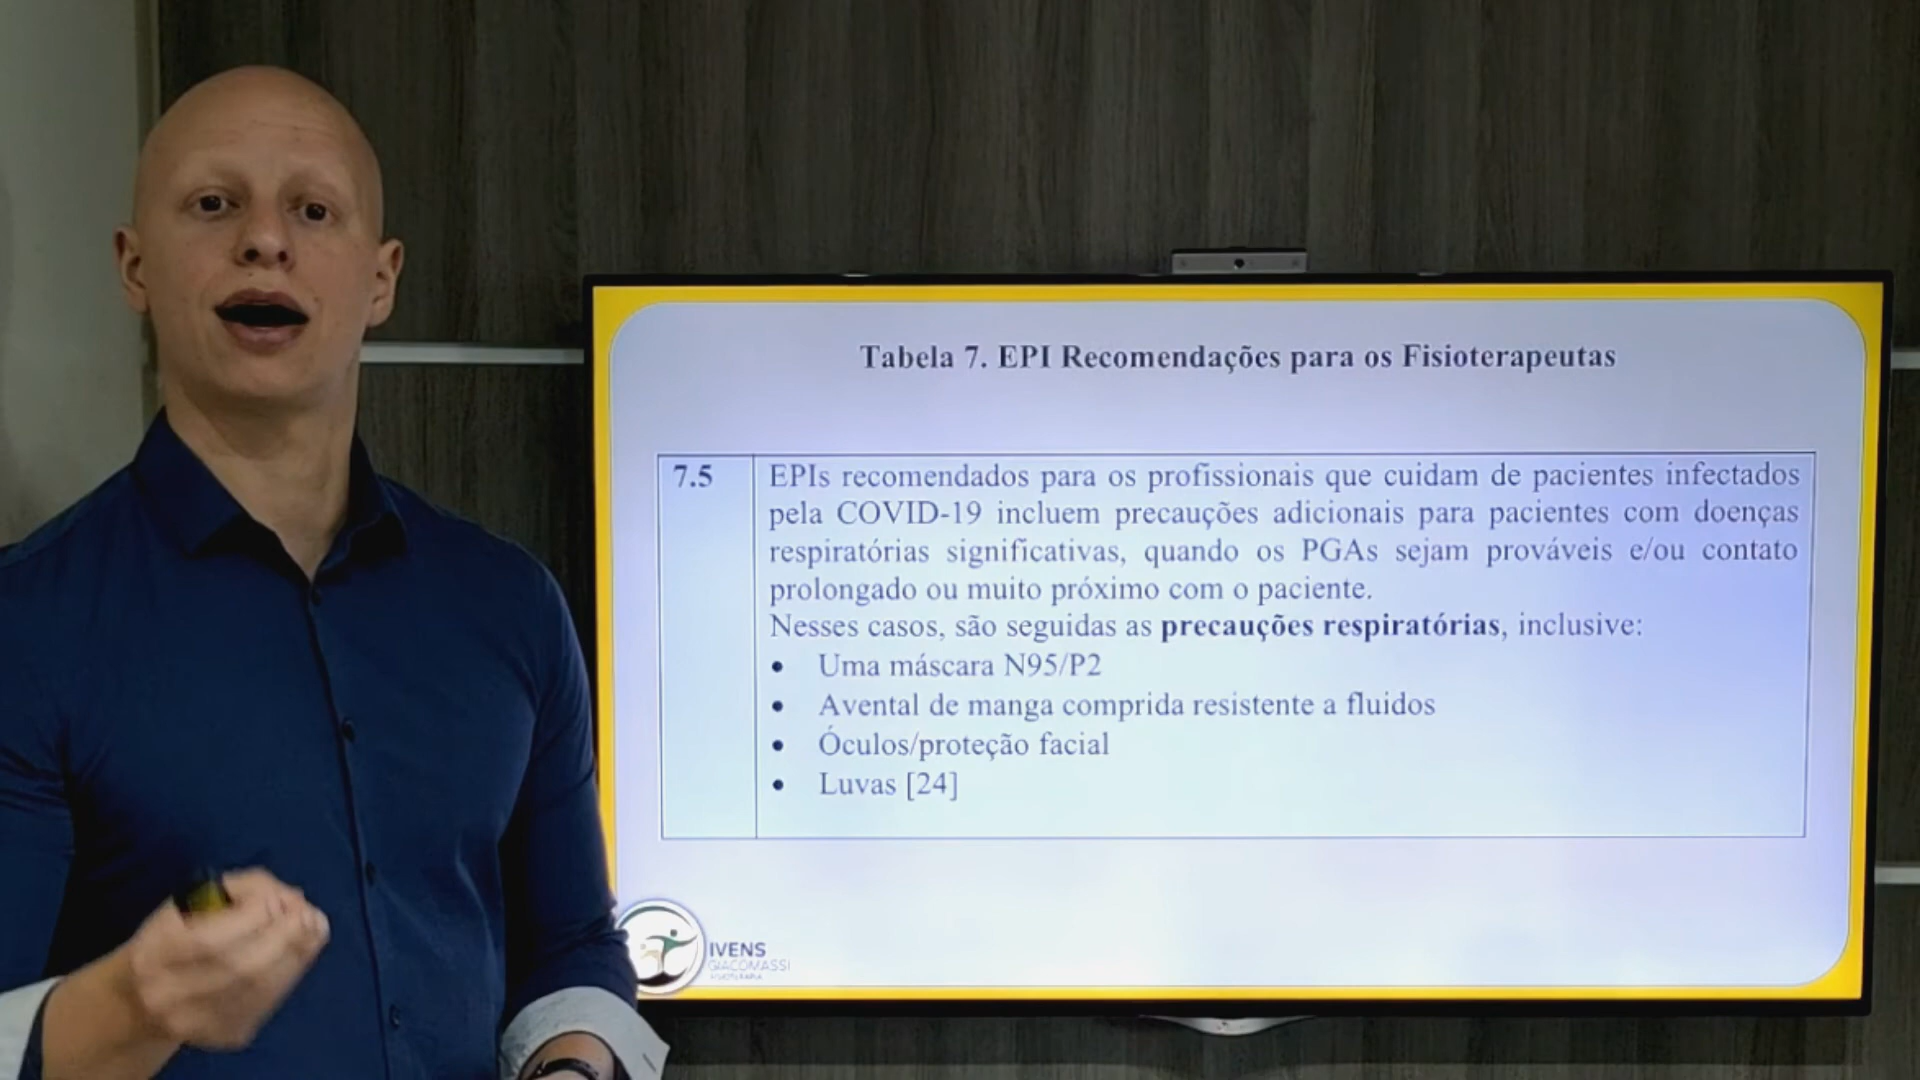 Tabela 7. EPI Recomendações para os Fisioterapeutas
7.5
EPIs recomendados para os profissionais que cuidam de pacientes infectados
pela COVID-19 incluem precauções adicionais para pacientes com doenças
respiratórias significativas, quando os PGAs sejam prováveis e/ou contato
prolongado ou muito próximo com o paciente.
Nesses casos, são seguidas as precauções respiratórias, inclusive:
• Uma máscara N95/P2
• Avental de manga comprida resistente a fluidos
• Óculos/proteção facial
• Luvas [24]
IVENS
GIACOMASSI
FISIOTERAPIA